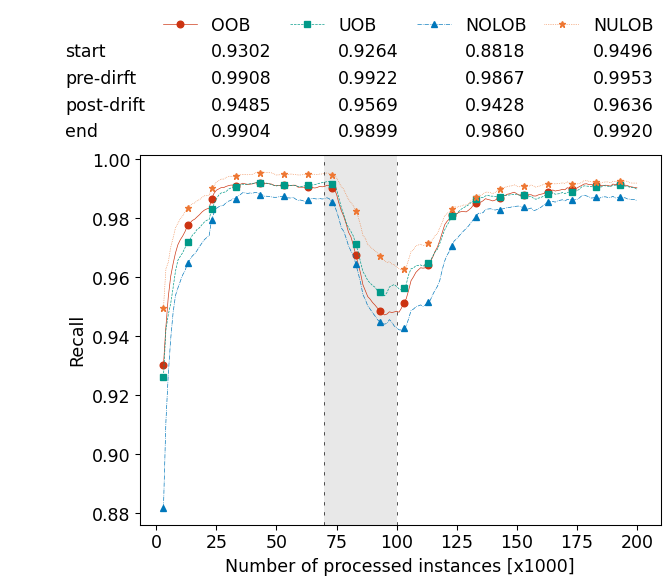 OOB UOB NOLOB NULOB
start 0.9302 0.9264 0.8818 0.9496
pre-dirft 0.9908 0.9922 0.9867 0.9953
post-drift 0.9485 0.9569 0.9428 0.9636
end 0.9904 0.9899 0.9860 0.9920
1.00
0.98
0.96
0.94
0.92
0.90
0.88
Recall
0 25 50 75 100 125 150 175 200
Number of processed instances [x1000]